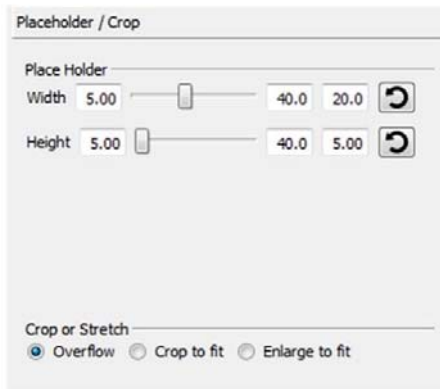 Placeholder / Crop
Place Holder
Width 5.00 40.0 20.0
Height 5.00 40.0 5.00
Crop or Stretch
Overflow Crop to fit Enlarge to fit